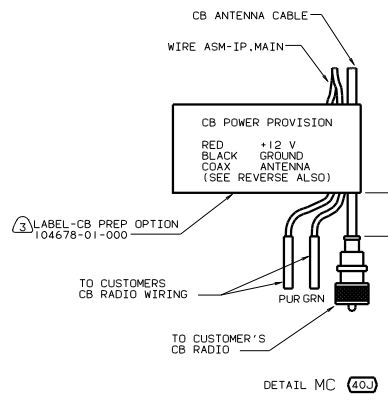 CB ANTENNA CABLE
WIRE ASM-IP,MAIN
CB POWER PROVISION
RED +12 V
BLACK GROUND
COAX ANTENNA
(SEE REVERSE ALSO)
3 LABEL-CB PREP OPTION
104678-01-000
TO CUSTOMERS
CB RADIO WIRING
PUR GRN
TO CUSTOMER'S
CB RADIO
DETAIL MC 40J